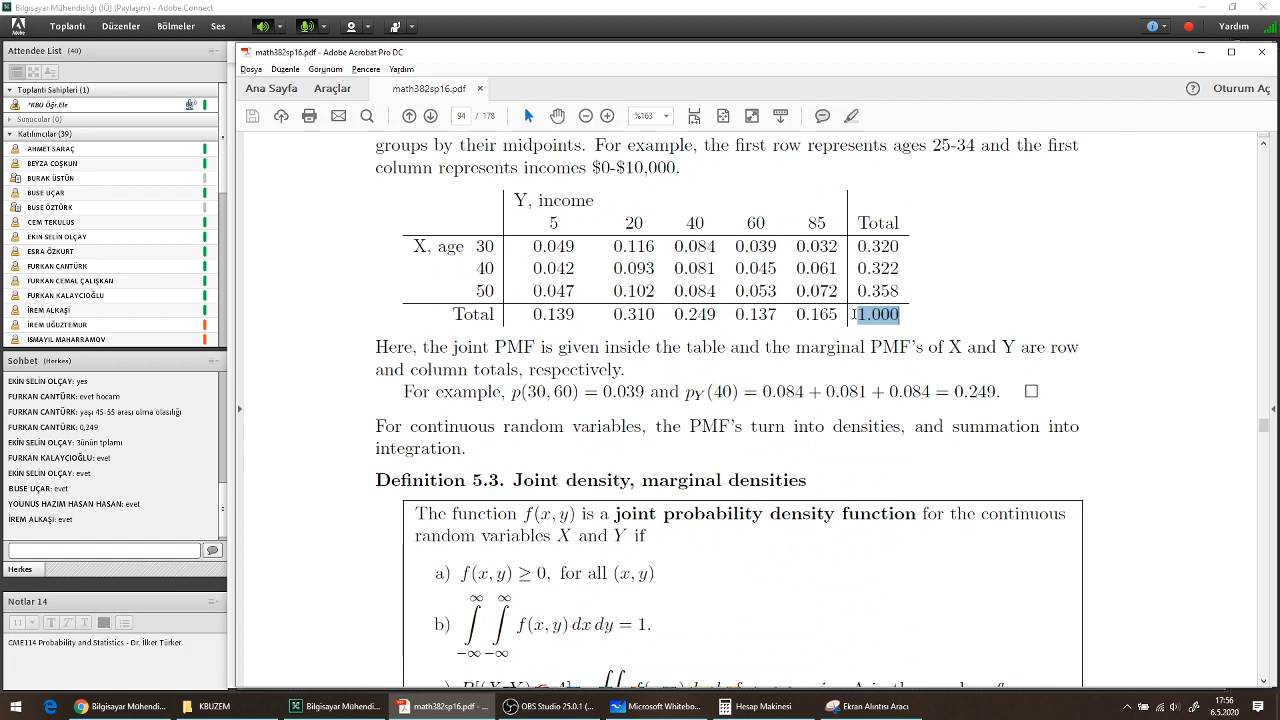 Bilgisayar Mühendisliği (İÖ) (Paylaşım) - Adobe Connect
Toplantı Düzenler Bölmeler Ses Yardım
Attendee List (40)
Toplantı Sahipleri (1)
*KBU Öğr.Ele
Sunucular (0)
Katılımcılar (39)
AHMET SARAÇ
BEYZA COŞKUN
BURAK ÜSTÜN
BUSE UÇAR
BUSE ÖZTÜRK
CEM TEKULUS
EKİN SELİN OLÇAY
ESRA ÖZKURT
FURKAN CANTÜRK
FURKAN CEMAL ÇALIŞKAN
FURKAN KALAYCIOĞLU
İREM ALKAŞİ
İREM UĞUZTEMUR
ISMAYIL MAHARRAMOV
Sohbet (Herkes)
EKİN SELİN OLÇAY: yes
FURKAN CANTÜRK: evet hocam
FURKAN CANTÜRK: yaşı 45-55 arası olma olasılığı
FURKAN CANTÜRK: 0,249
EKİN SELİN OLÇAY: 3ünün tplamı
FURKAN KALAYCIOĞLU: evet
EKİN SELİN OLÇAY: evet
BUSE UÇAR: evet
YOUNUS HAZIM HASAN HASAN: evet
İREM ALKAŞİ: evet
Herkes
Notlar 14
11
CME114 Probability and Statistics - Dr. İlker Türker
math382sp16.pdf - Adobe Acrobat Pro DC
Dosya Düzenle Görünüm Pencere Yardım
Ana Sayfa Araçlar math382sp16.pdf × Oturum Aç
94 / 178 %163
groups by their midpoints. For example, the first row represents ages 25-34 and the first
column represents incomes $0-$10,000.
Y, income
5 20 40 60 85 Total
X, age 30 0.049 0.116 0.084 0.039 0.032 0.320
40 0.042 0.093 0.081 0.045 0.061 0.322
50 0.047 0.102 0.084 0.053 0.072 0.358
Total 0.139 0.310 0.249 0.137 0.165 1.000
Here, the joint PMF is given inside the table and the marginal PMF's of X and Y are row
and column totals, respectively.
For example, p(30, 60) = 0.039 and pY(40) = 0.084 + 0.081 + 0.084 = 0.249. □
For continuous random variables, the PMF's turn into densities, and summation into
integration.
Definition 5.3. Joint density, marginal densities
The function f(x, y) is a joint probability density function for the continuous
random variables X and Y if
a) f(x, y) ≥ 0, for all (x, y)
b) ∫−∞^∞ ∫−∞^∞ f(x, y) dx dy = 1.
Google Mühendi... KBUZEM Bilgisayar Mühendi... math382sp16.pdf - ... OBS Studio 25.0.1 (... Microsoft Whitebo... Hesap Makinesi Ekran Alıntısı Aracı
17:56
6.5.2020